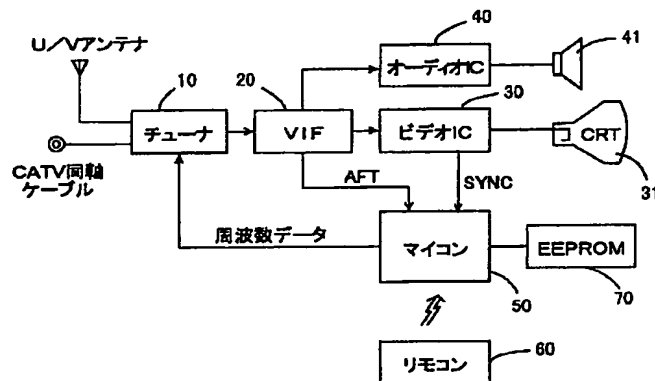 U/Vアンテナ
CATV同軸
ケーブル
10
チューナ
20
VIF
40
オーディオIC
41
30
ビデオIC
CRT
31
AFT
SYNC
周波数データ
マイコン
50
EEPROM
70
リモコン
60